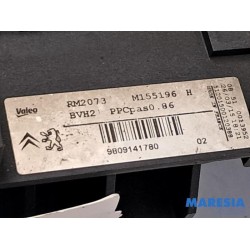 Valeo
RM2073 M155196 H
BVH2 PPCpas0.86
9809141780 02
MARESIA